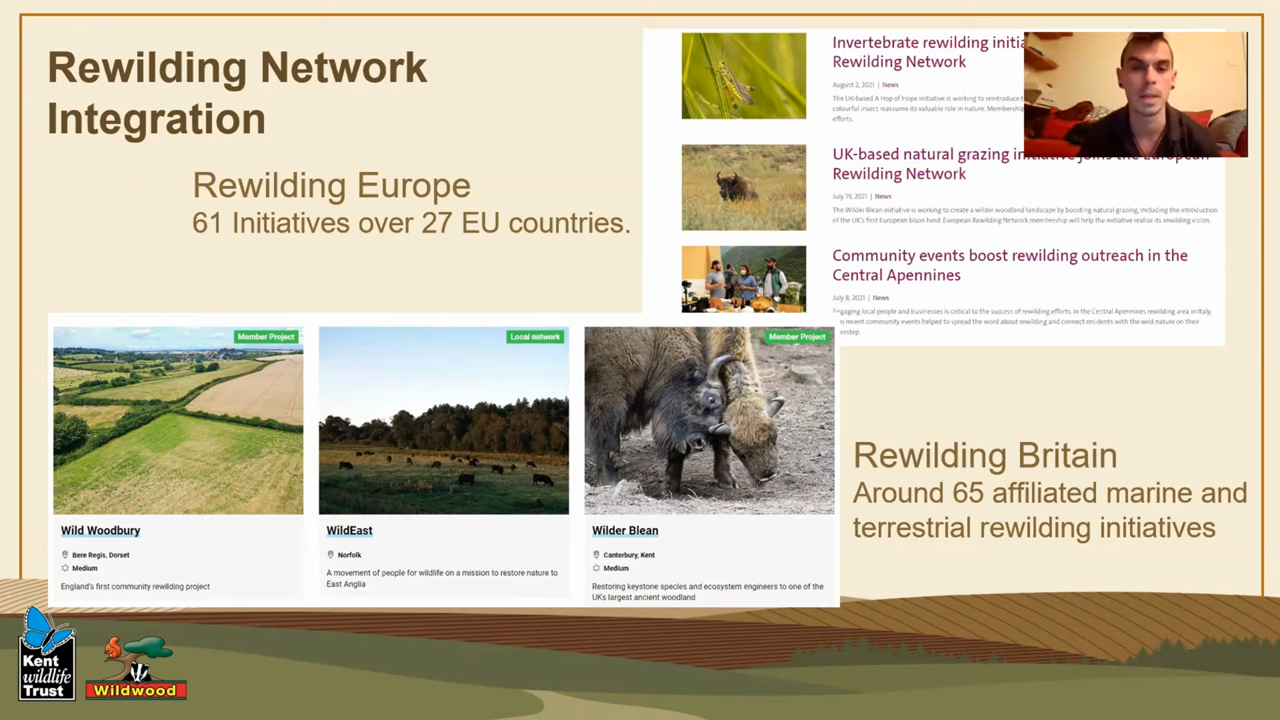 Rewilding Network
Integration
Rewilding Europe
61 Initiatives over 27 EU countries.
Invertebrate rewilding initia
Rewilding Network
August 2, 2021 | News
The UK-based A Hop of Hope initiative is working to reintroduce
colourful insect reassume its valuable role in nature. Membership
efforts.
UK-based natural grazing initiative joins the European
Rewilding Network
July 19, 2021 | News
The Wilder Blean initiative is working to create a wilder woodland landscape by boosting natural grazing, including the introduction
of the UK's first European bison herd. European Rewilding Network membership will help the initiative realise its rewilding vision.
Community events boost rewilding outreach in the
Central Apennines
July 8, 2021 | News
Engaging local people and businesses is critical to the success of rewilding efforts. In the Central Apennines rewilding area in Italy,
o recent community events helped to spread the word about rewilding and connect residents with the wild nature on their
orstep.
Member Project
Wild Woodbury
Bere Regis, Dorset
Medium
England's first community rewilding project
Local network
WildEast
Norfolk
A movement of people for wildlife on a mission to restore nature to
East Anglia
Member Project
Wilder Blean
Canterbury, Kent
Medium
Restoring keystone species and ecosystem engineers to one of the
UKs largest ancient woodland
Rewilding Britain
Around 65 affiliated marine and
terrestrial rewilding initiatives
Kent
wildlife
Trust
Wildwood